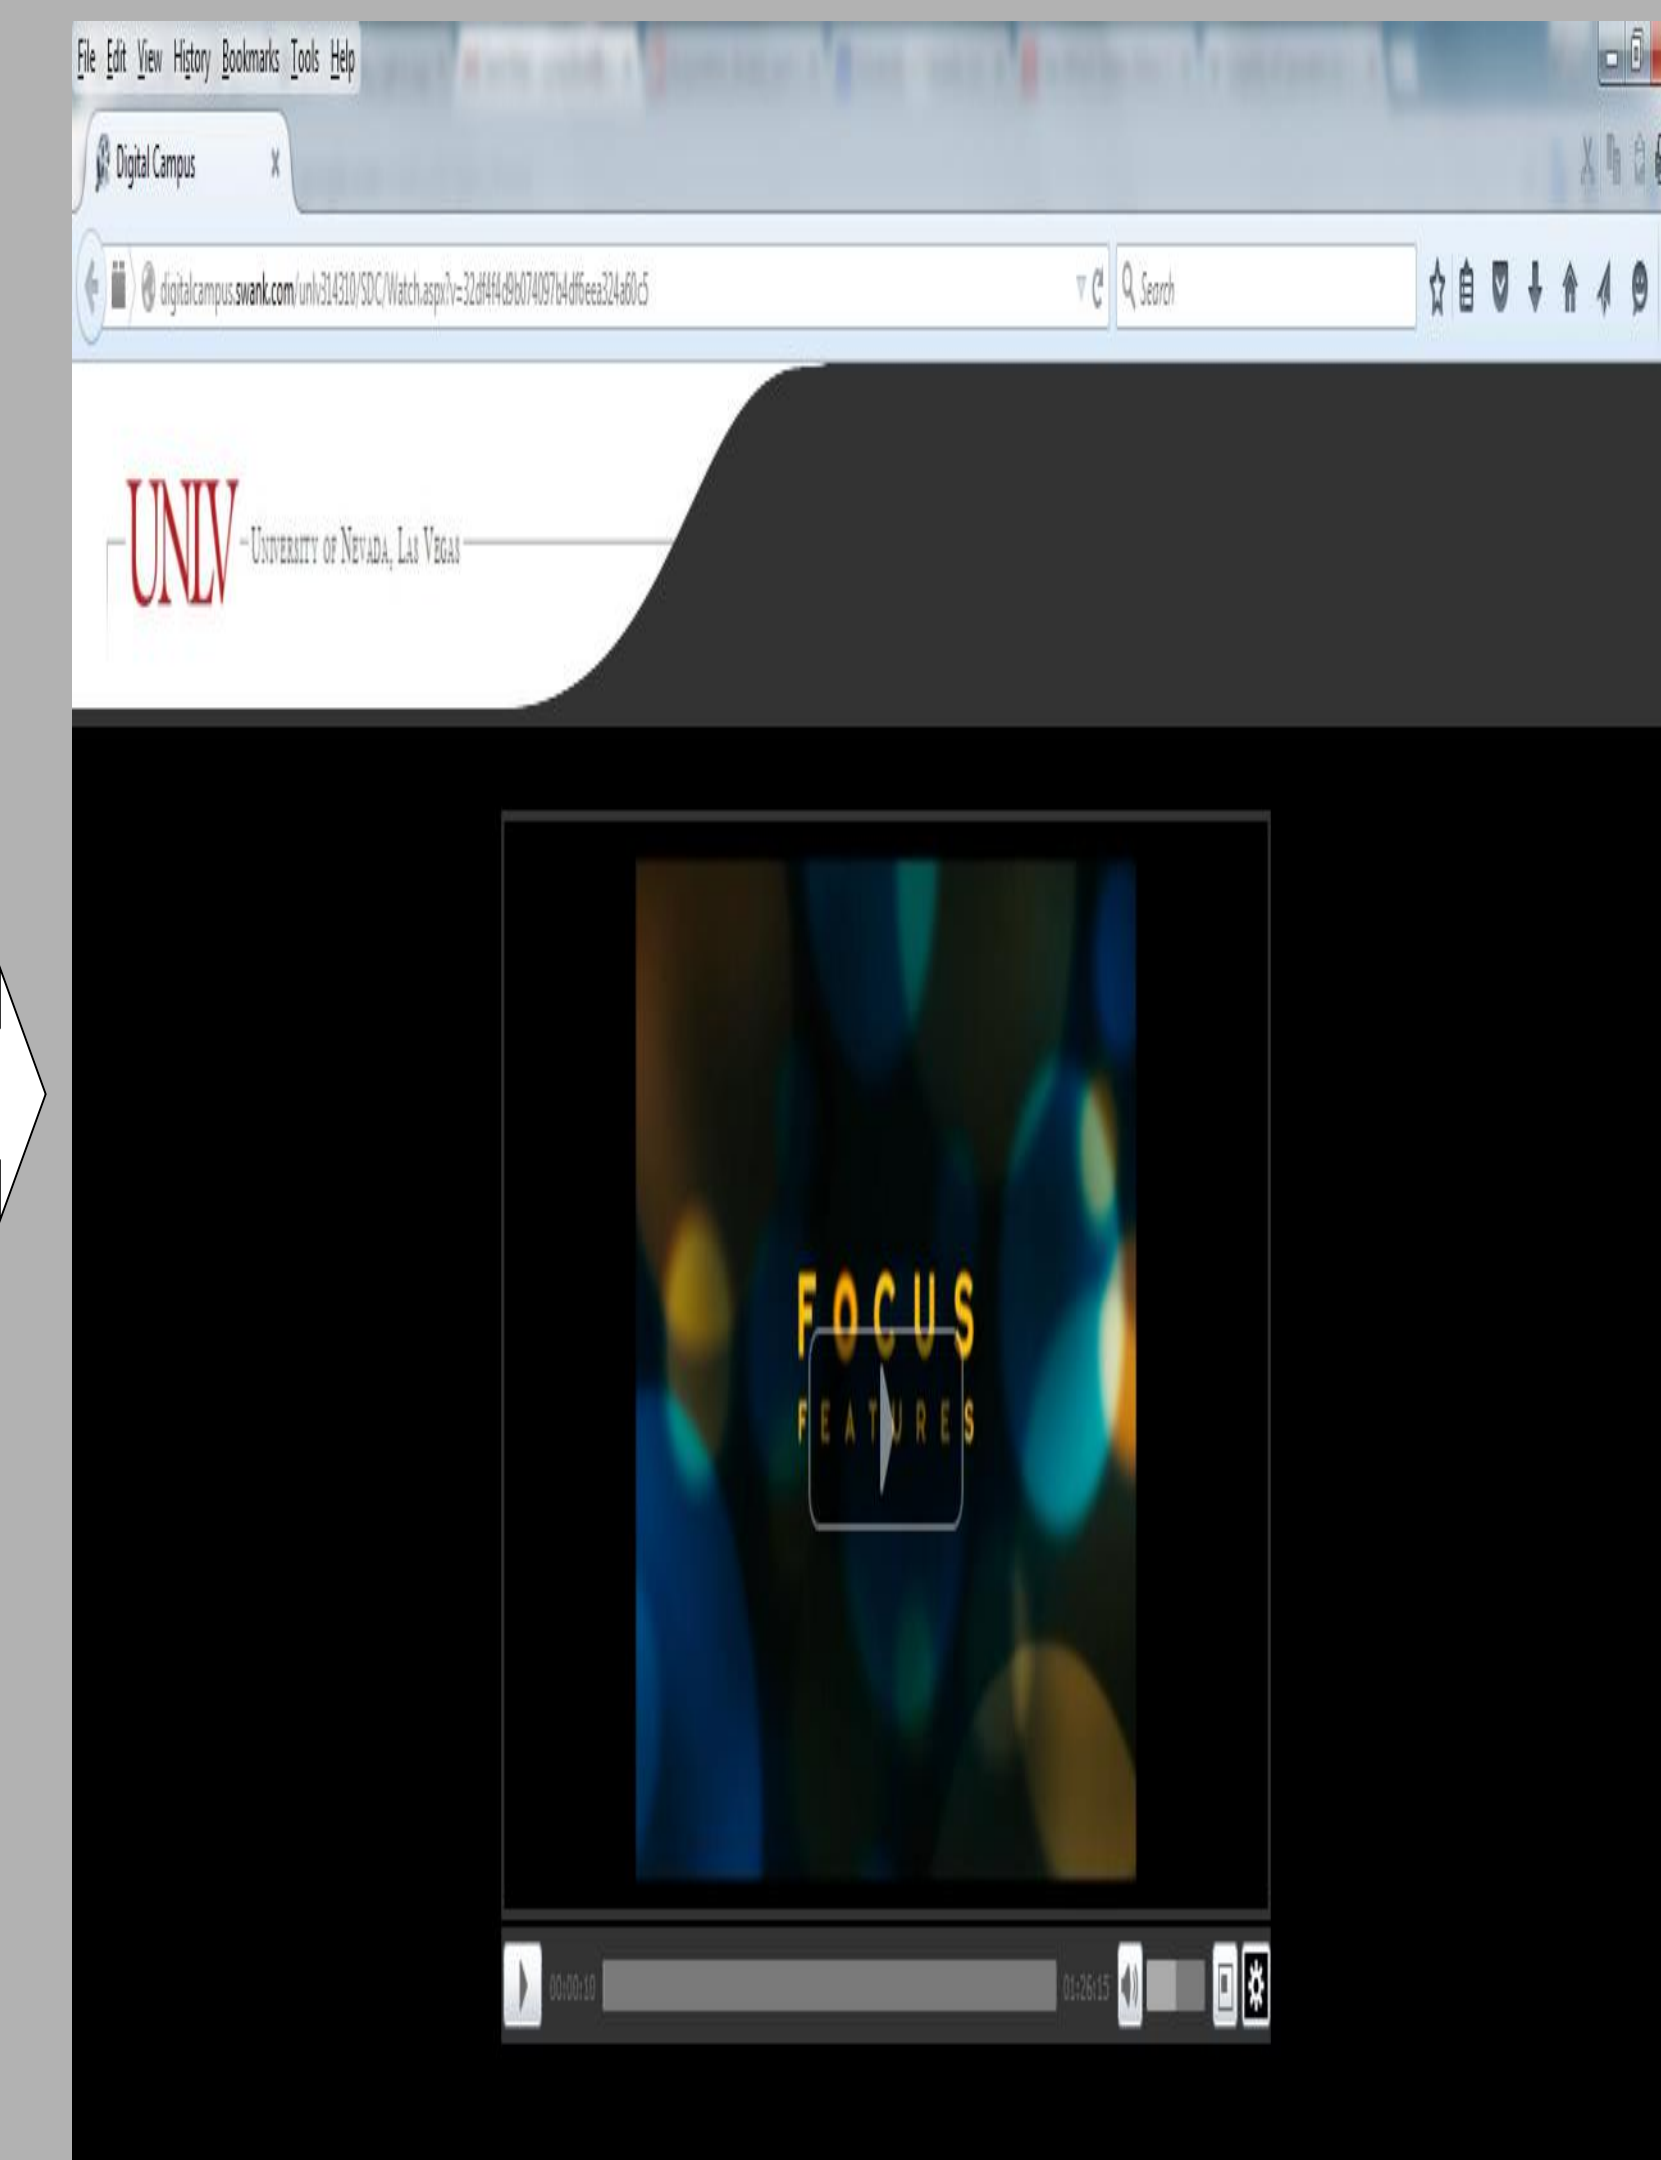 File Edit View History Bookmarks Tools Help
Digital Campus
digitalcampus.swank.com/unlv314310/SDC/Watch.aspx?v=32df4f4d9b074097b4df6eea324a60c5
Search
UNLV UNIVERSITY OF NEVADA, LAS VEGAS
FOCUS
FEATURES
00:00:10 01:26:15